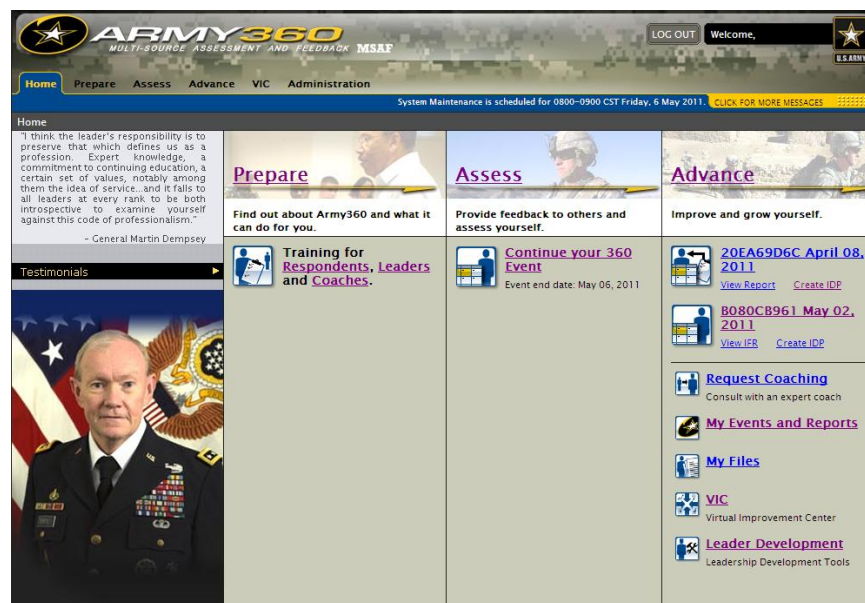 ARMY360
MULTI-SOURCE ASSESSMENT AND FEEDBACK MSAF
LOG OUT
Welcome,
U.S.ARMY
Home Prepare Assess Advance VIC Administration
System Maintenance is scheduled for 0800-0900 CST Friday, 6 May 2011.
CLICK FOR MORE MESSAGES
Home
"I think the leader's responsibility is to
preserve that which defines us as a
profession. Expert knowledge, a
commitment to continuing education, a
certain set of values, notably among
them the idea of service...and it falls to
all leaders at every rank to be both
introspective to examine yourself
against this code of professionalism."
- General Martin Dempsey
Testimonials
Prepare
Find out about Army360 and what it
can do for you.
Training for
Respondents, Leaders
and Coaches.
Assess
Provide feedback to others and
assess yourself.
Continue your 360
Event
Event end date: May 06, 2011
Advance
Improve and grow yourself.
20EA69D6C April 08,
2011
View Report Create IDP
B080CB961 May 02,
2011
View IFR Create IDP
Request Coaching
Consult with an expert coach
My Events and Reports
My Files
VIC
Virtual Improvement Center
Leader Development
Leadership Development Tools